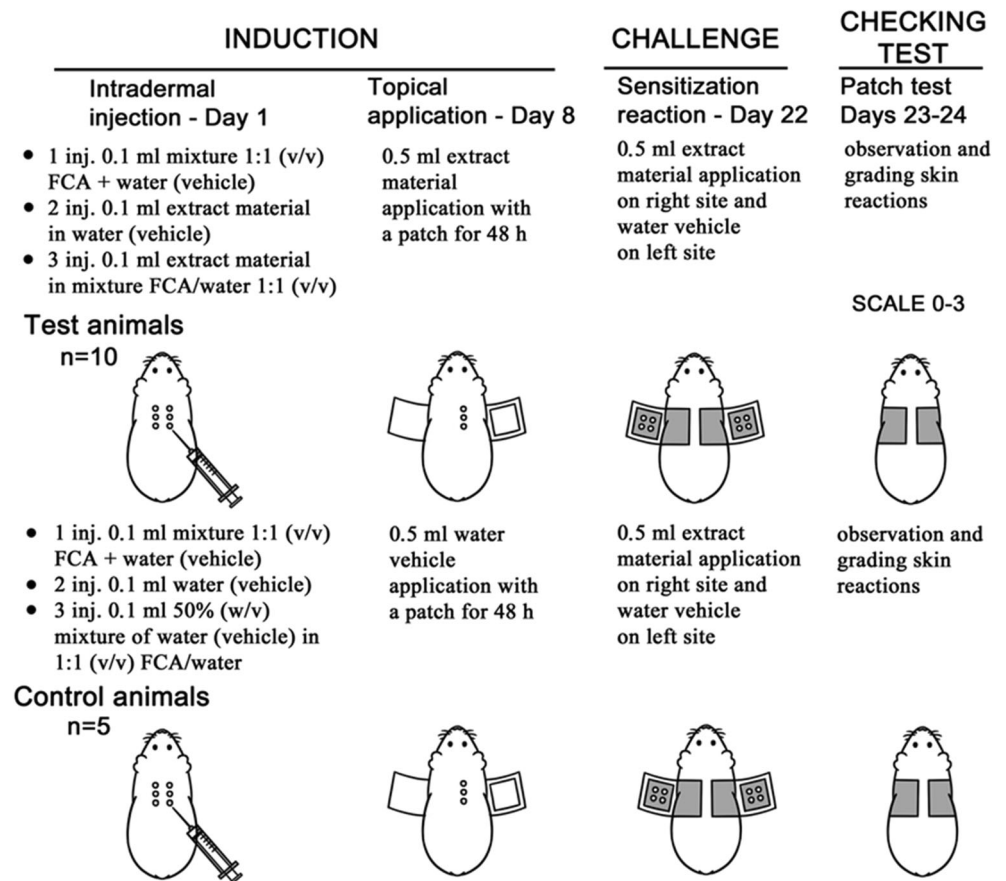 INDUCTION
CHALLENGE
CHECKING
TEST
Intradermal
injection - Day 1
Topical
application - Day 8
Sensitization
reaction - Day 22
Patch test
Days 23-24
• 1 inj. 0.1 ml mixture 1:1 (v/v)
FCA + water (vehicle)
• 2 inj. 0.1 ml extract material
in water (vehicle)
• 3 inj. 0.1 ml extract material
in mixture FCA/water 1:1 (v/v)
0.5 ml extract
material
application with
a patch for 48 h
0.5 ml extract
material application
on right site and
water vehicle
on left site
observation and
grading skin
reactions
SCALE 0-3
Test animals
n=10
• 1 inj. 0.1 ml mixture 1:1 (v/v)
FCA + water (vehicle)
• 2 inj. 0.1 ml water (vehicle)
• 3 inj. 0.1 ml 50% (w/v)
mixture of water (vehicle) in
1:1 (v/v) FCA/water
0.5 ml water
vehicle
application with
a patch for 48 h
0.5 ml extract
material application
on right site and
water vehicle
on left site
observation and
grading skin
reactions
Control animals
n=5